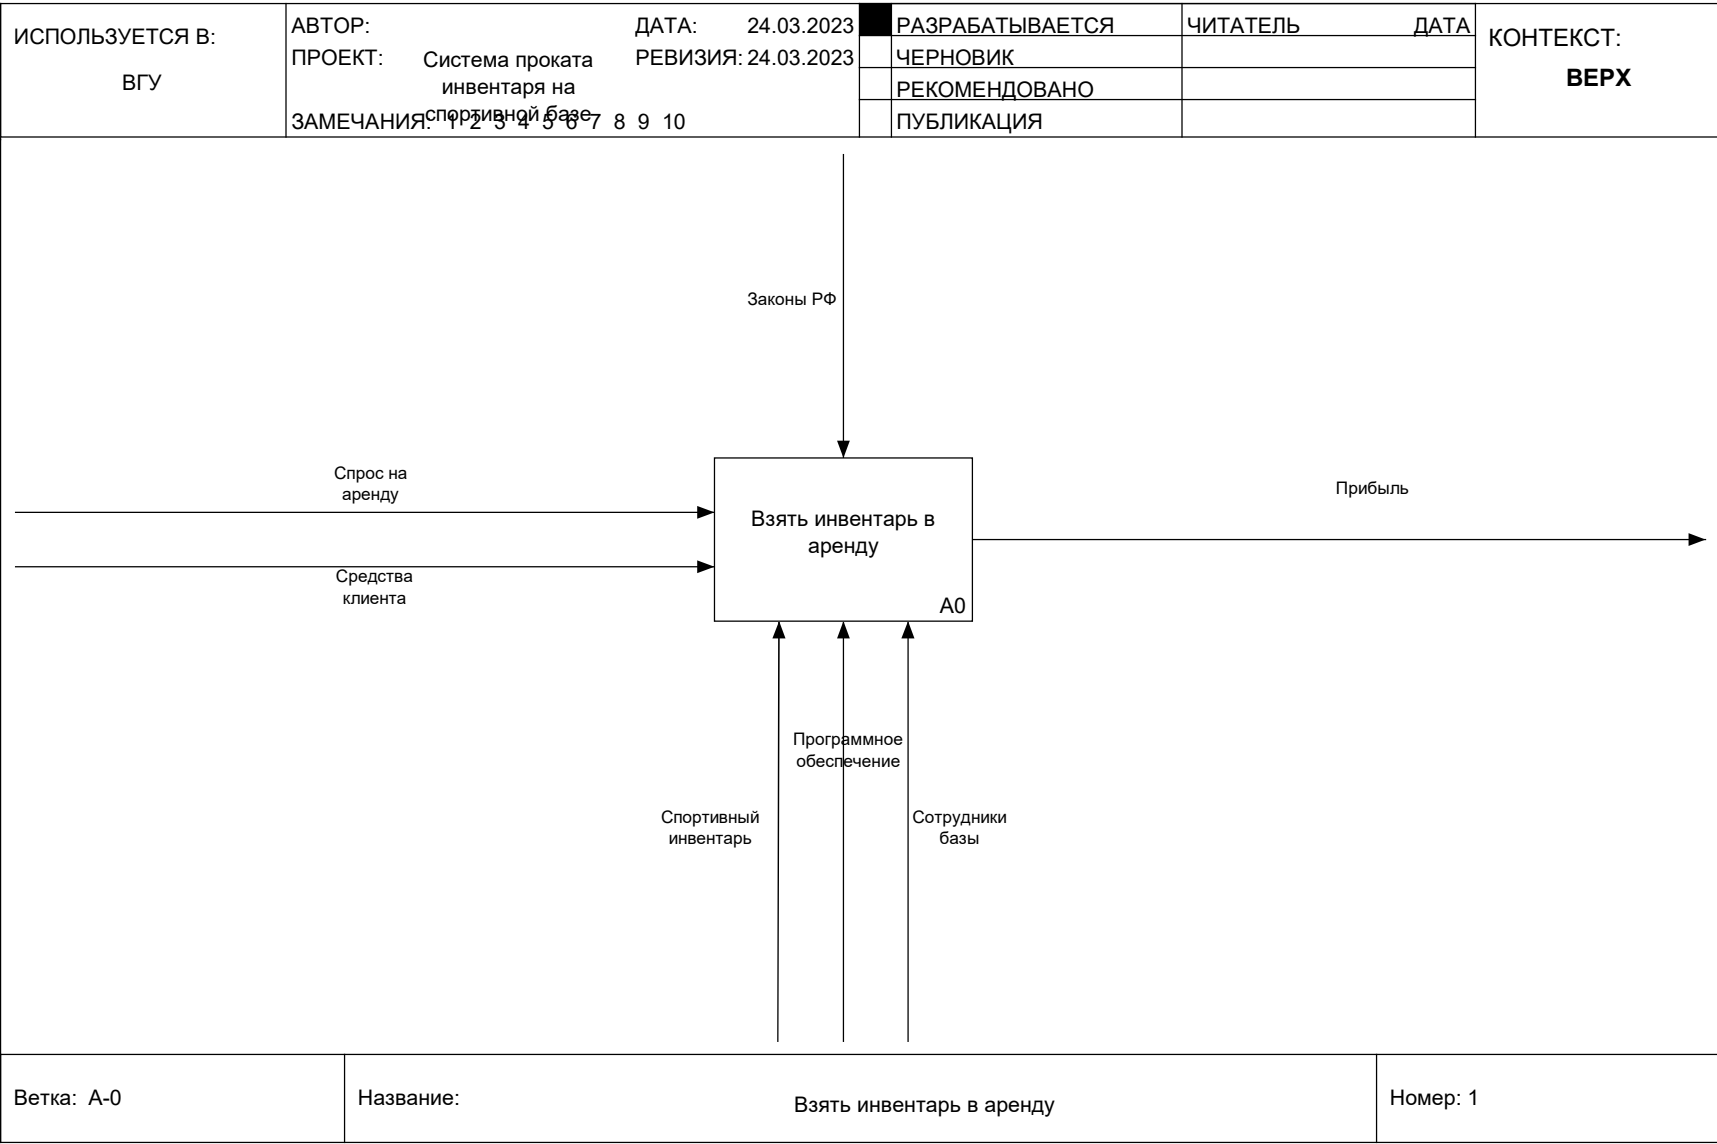 ИСПОЛЬЗУЕТСЯ В:
ВГУ
АВТОР:
ДАТА: 24.03.2023
ПРОЕКТ:
Система проката
инвентаря на
спортивной базе
РЕВИЗИЯ: 24.03.2023
ЗАМЕЧАНИЯ: 1 2 3 4 5 6 7 8 9 10
РАЗРАБАТЫВАЕТСЯ
ЧЕРНОВИК
РЕКОМЕНДОВАНО
ПУБЛИКАЦИЯ
ЧИТАТЕЛЬ ДАТА
КОНТЕКСТ:
ВЕРХ
Законы РФ
Спрос на
аренду
Средства
клиента
Взять инвентарь в
аренду
A0
Прибыль
Программное
обеспечение
Спортивный
инвентарь
Сотрудники
базы
Ветка: A-0
Название:
Взять инвентарь в аренду
Номер: 1